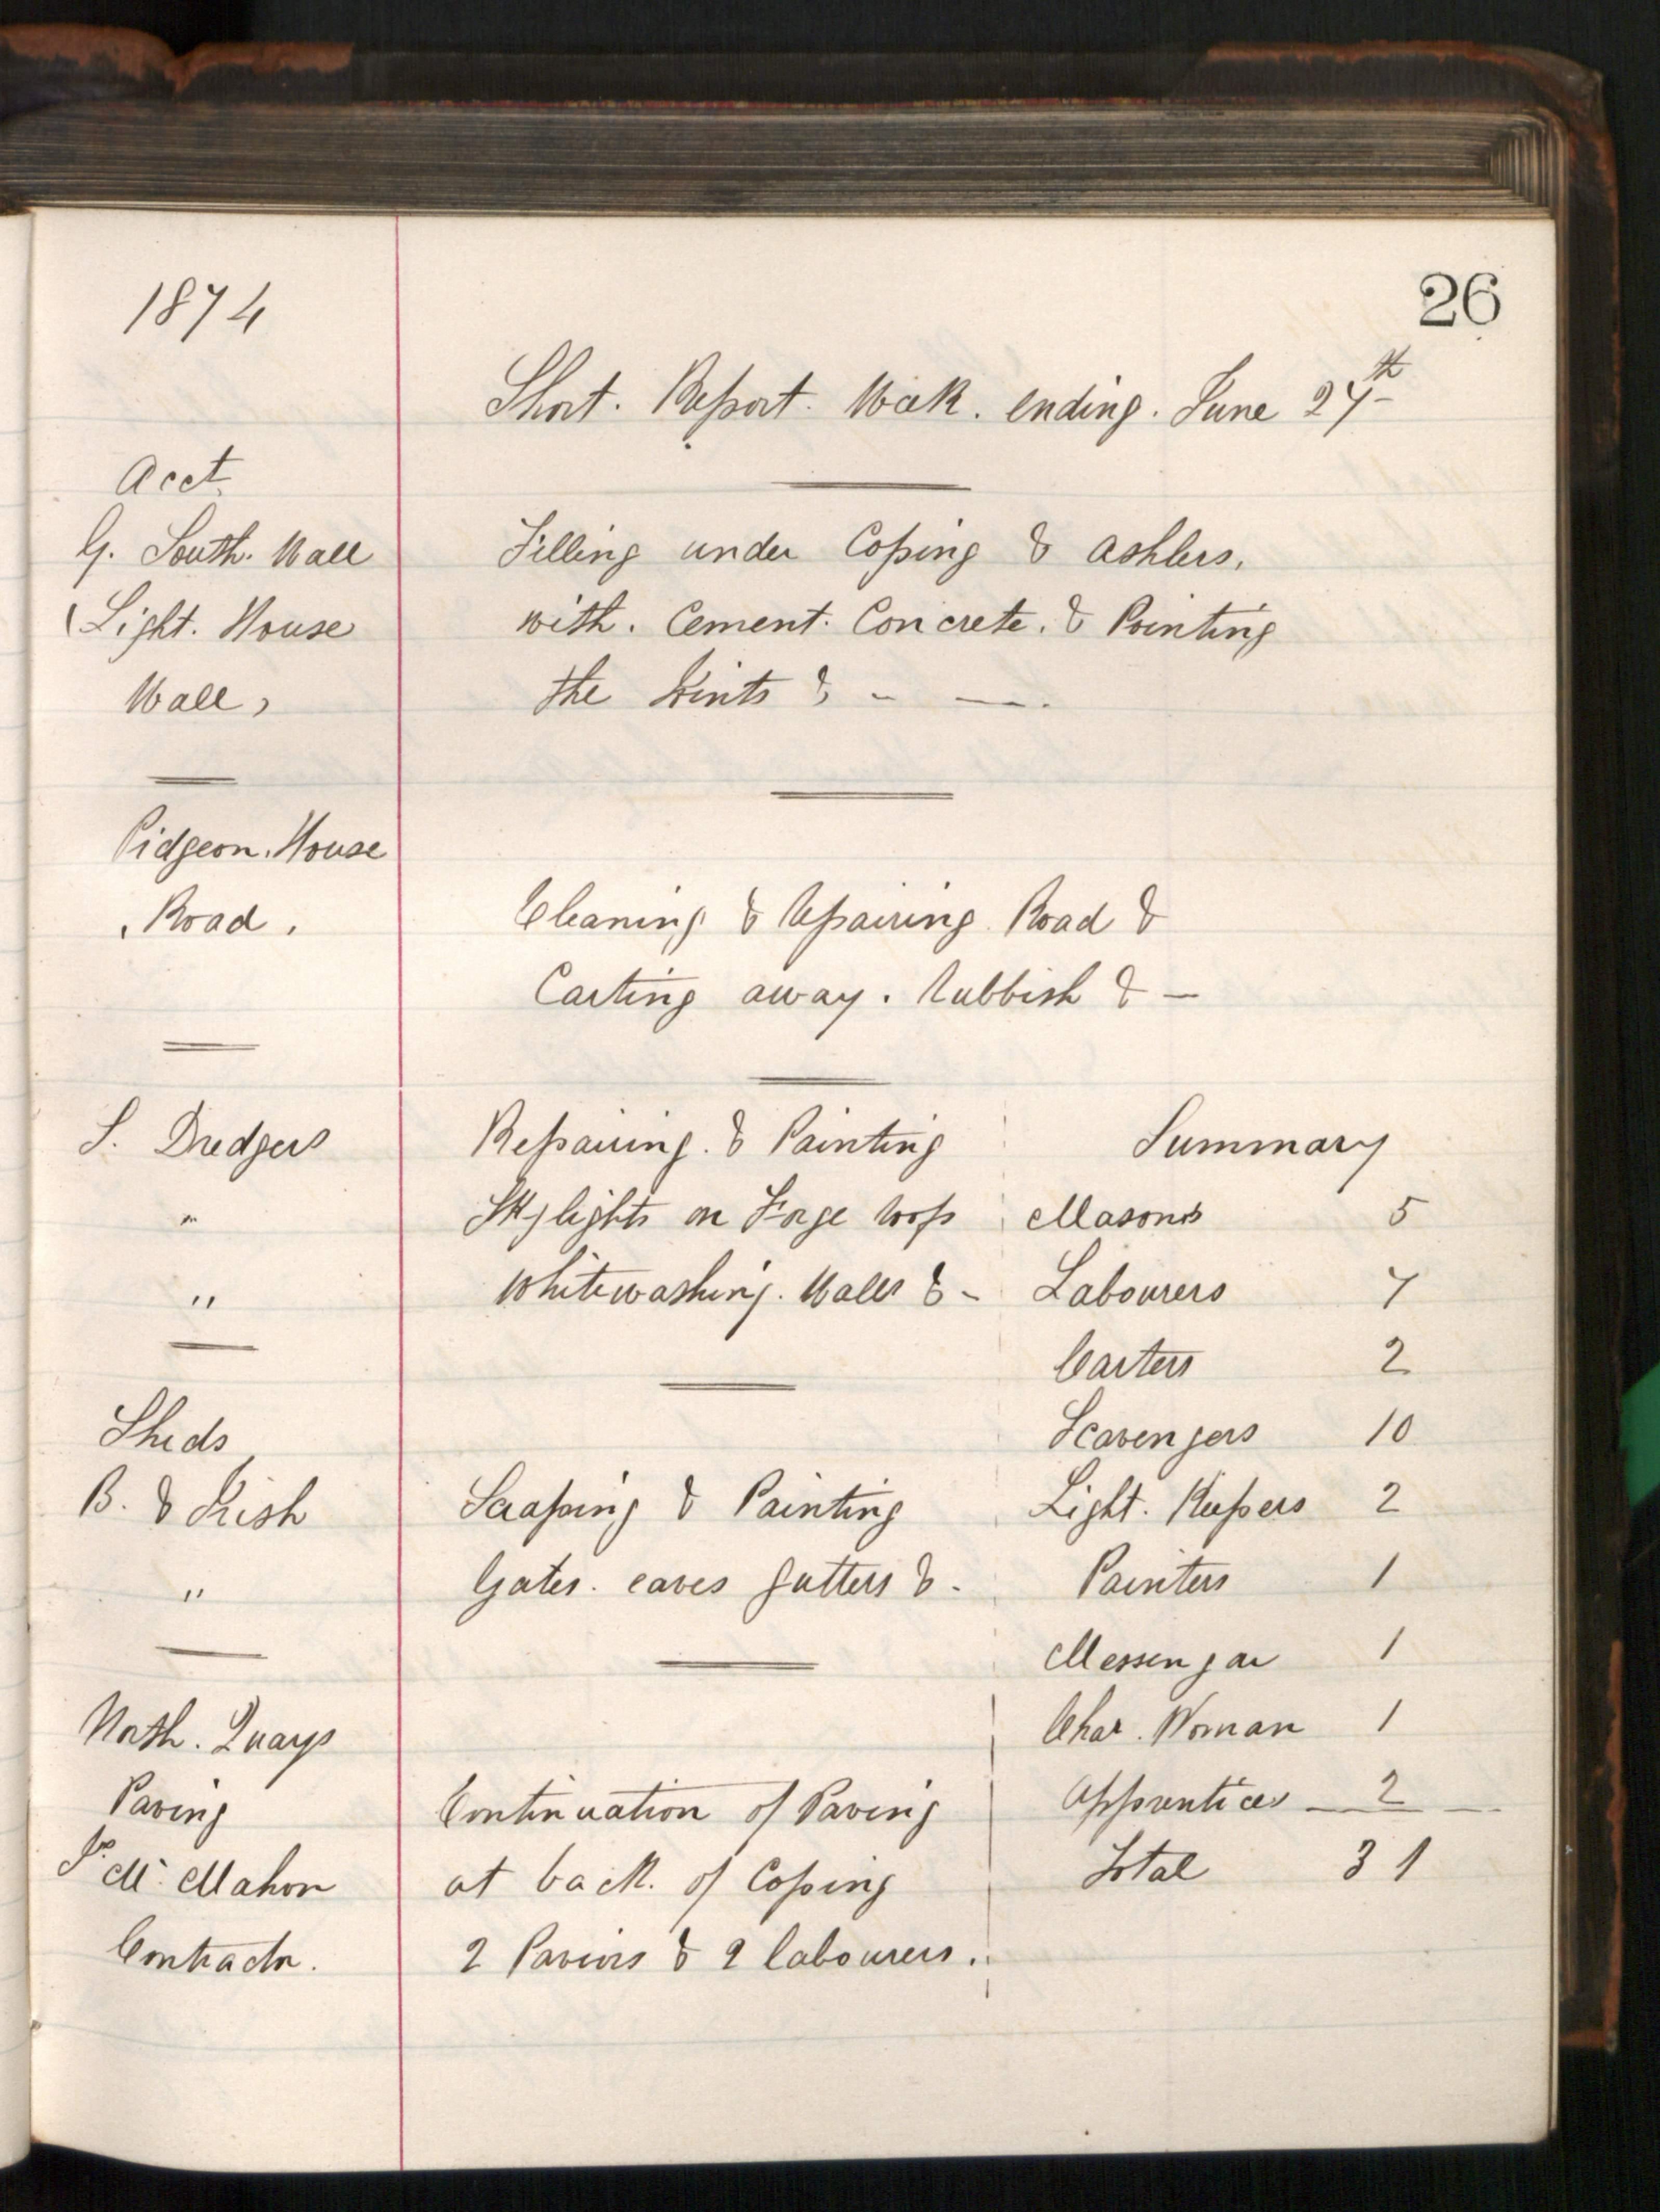 26
1874
Short. Report. Week. ending. June 27th
Acct.
G. South. Wall
Filling under Coping & Ashlers,
(Light. House
with. Cement. Concrete. & Pointing
Wall,
the Joints & - —.
Pidgeon. House
. Road .
Cleaning & Repairing Road &
Carting away. Rubbish & —
S. Dredgers
Repairing. & Painting
Summary
"
Skylights on Forge roof
Masons 5
"
Whitewashing. Walls & -
Labourers 7
Carters 2
Sheds
Scavengers 10
B. & Irish
Scraping & Painting
Light. Keepers 2
"
Gates. eaves gutters & -
Painters 1
Messengar 1
North. Quays
Char. Woman 1
Paving
Continuation of Paving
Apprentices — 2 —
Mc. Mahon
at back. of Coping
Total 31
Contractor.
2 Paviors & 2 labourers.